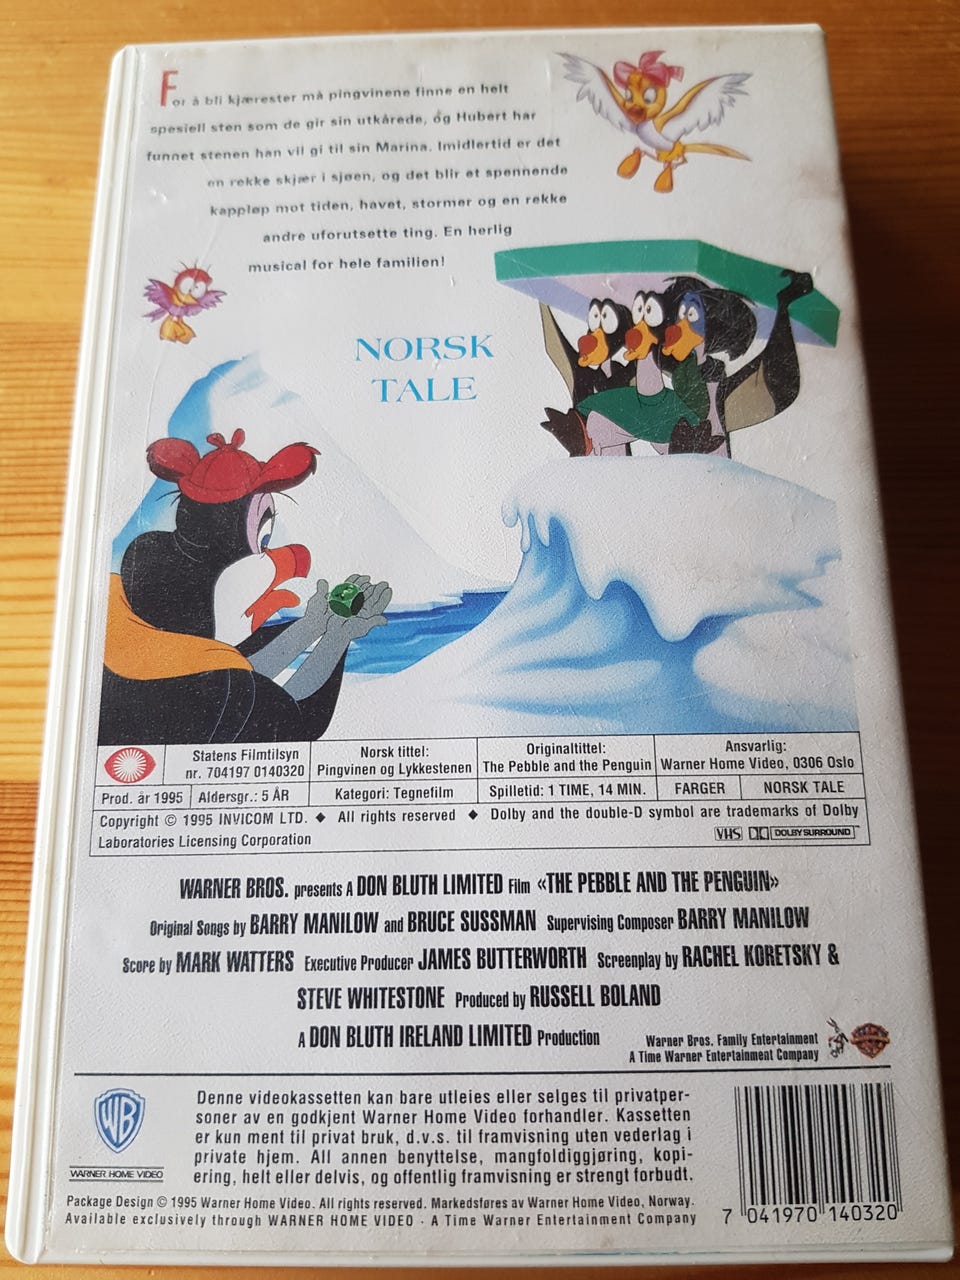 For å bli kjærester må pingvinene finne en helt
spesiell sten som de gir sin utkårede, og Hubert har
funnet stenen han vil gi til sin Marina. Imidlertid er det
en rekke skjær i sjøen, og det blir et spennende
kappløp mot tiden, havet, stormer og en rekke
andre uforutsette ting. En herlig
musical for hele familien!
NORSK
TALE
Statens Filmtilsyn
nr. 704197 0140320
Norsk tittel:
Pingvinen og Lykkestenen
Originaltittel:
The Pebble and the Penguin
Ansvarlig:
Warner Home Video, 0306 Oslo
Prod. år 1995
Aldersgr.: 5 ÅR
Kategori: Tegnefilm
Spilletid: 1 TIME, 14 MIN.
FARGER
NORSK TALE
Copyright © 1995 INVICOM LTD. ◆ All rights reserved ◆ Dolby and the double-D symbol are trademarks of Dolby
Laboratories Licensing Corporation
VHS DOLBY SURROUND
WARNER BROS. presents A DON BLUTH LIMITED Film «THE PEBBLE AND THE PENGUIN»
Original Songs by BARRY MANILOW and BRUCE SUSSMAN Supervising Composer BARRY MANILOW
Score by MARK WATTERS Executive Producer JAMES BUTTERWORTH Screenplay by RACHEL KORETSKY &
STEVE WHITESTONE Produced by RUSSELL BOLAND
A DON BLUTH IRELAND LIMITED Production
Warner Bros. Family Entertainment
A Time Warner Entertainment Company
WB
WARNER HOME VIDEO
Denne videokassetten kan bare utleies eller selges til privatper-
soner av en godkjent Warner Home Video forhandler. Kassetten
er kun ment til privat bruk, d.v.s. til framvisning uten vederlag i
private hjem. All annen benyttelse, mangfoldiggjøring, kopi-
ering, helt eller delvis, og offentlig framvisning er strengt forbudt.
Package Design © 1995 Warner Home Video. All rights reserved. Markedsføres av Warner Home Video, Norway.
Available exclusively through WARNER HOME VIDEO · A Time Warner Entertainment Company
7 041970 140320